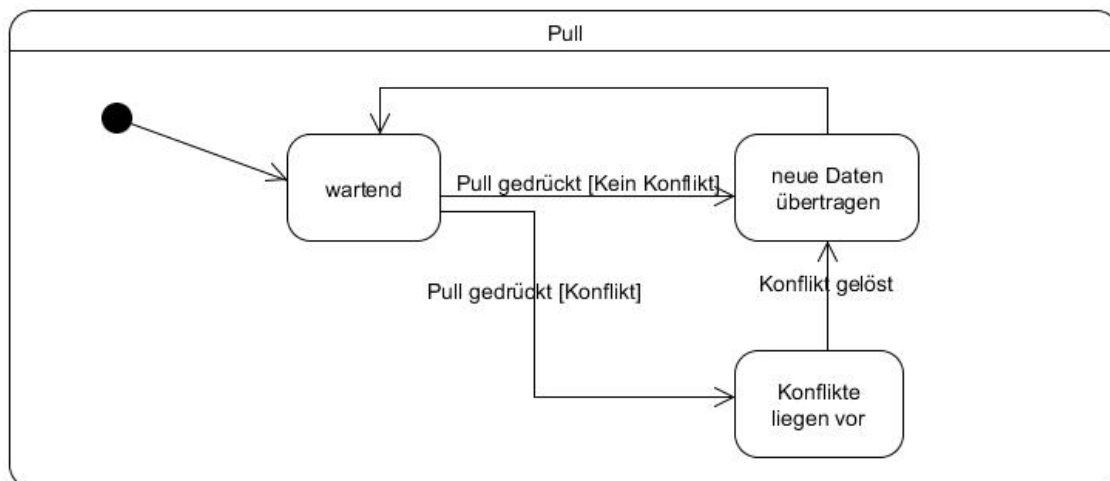 Pull
wartend
Pull gedrückt [Kein Konflikt]
neue Daten
übertragen
Pull gedrückt [Konflikt]
Konflikt gelöst
Konflikte
liegen vor